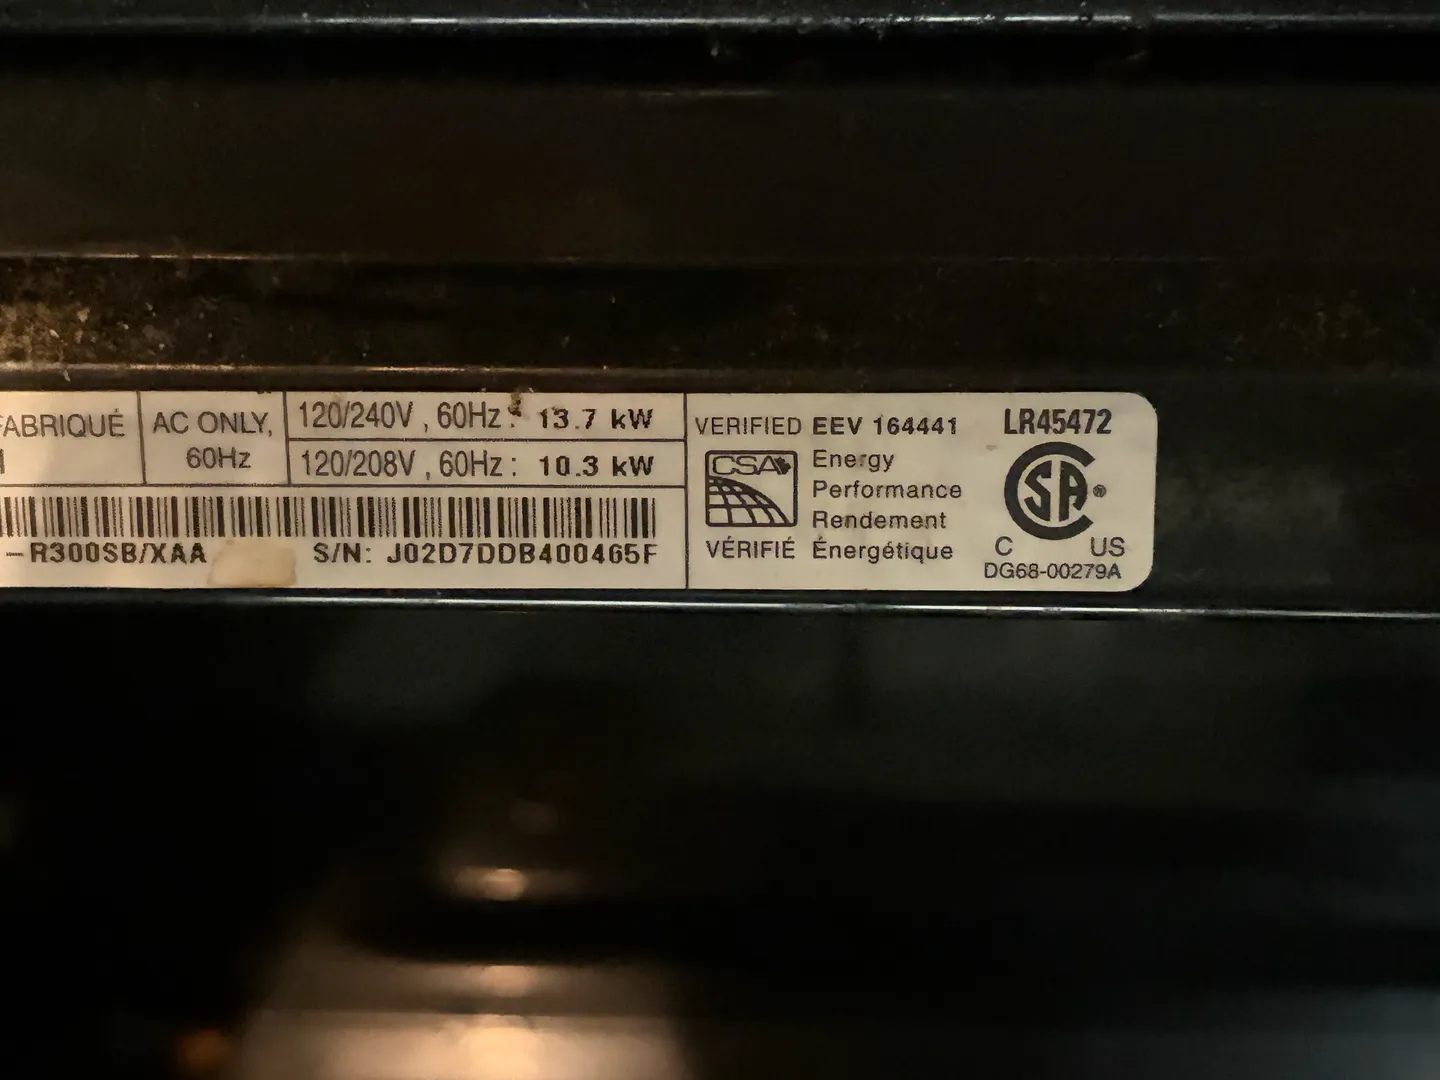 FABRIQUÉ
AC ONLY,
60Hz
120/240V , 60Hz : 13.7 kW
120/208V , 60Hz : 10.3 kW
-R300SB/XAA
S/N: J02D7DDB400465F
VERIFIED EEV 164441
CSA
Energy
Performance
Rendement
VÉRIFIÉ Énergétique
LR45472
SA ®
C US
DG68-00279A